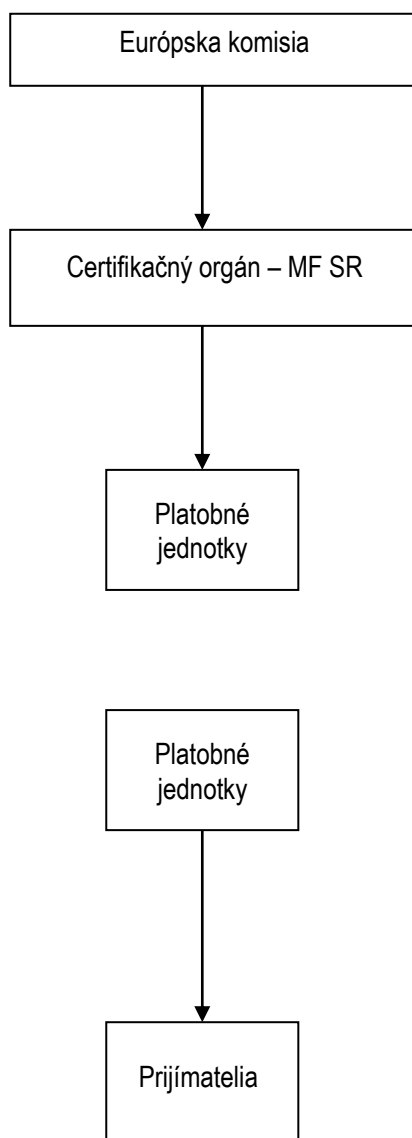 Európska komisia
Certifikačný orgán – MF SR
Platobné
jednotky
Platobné
jednotky
Prijímatelia